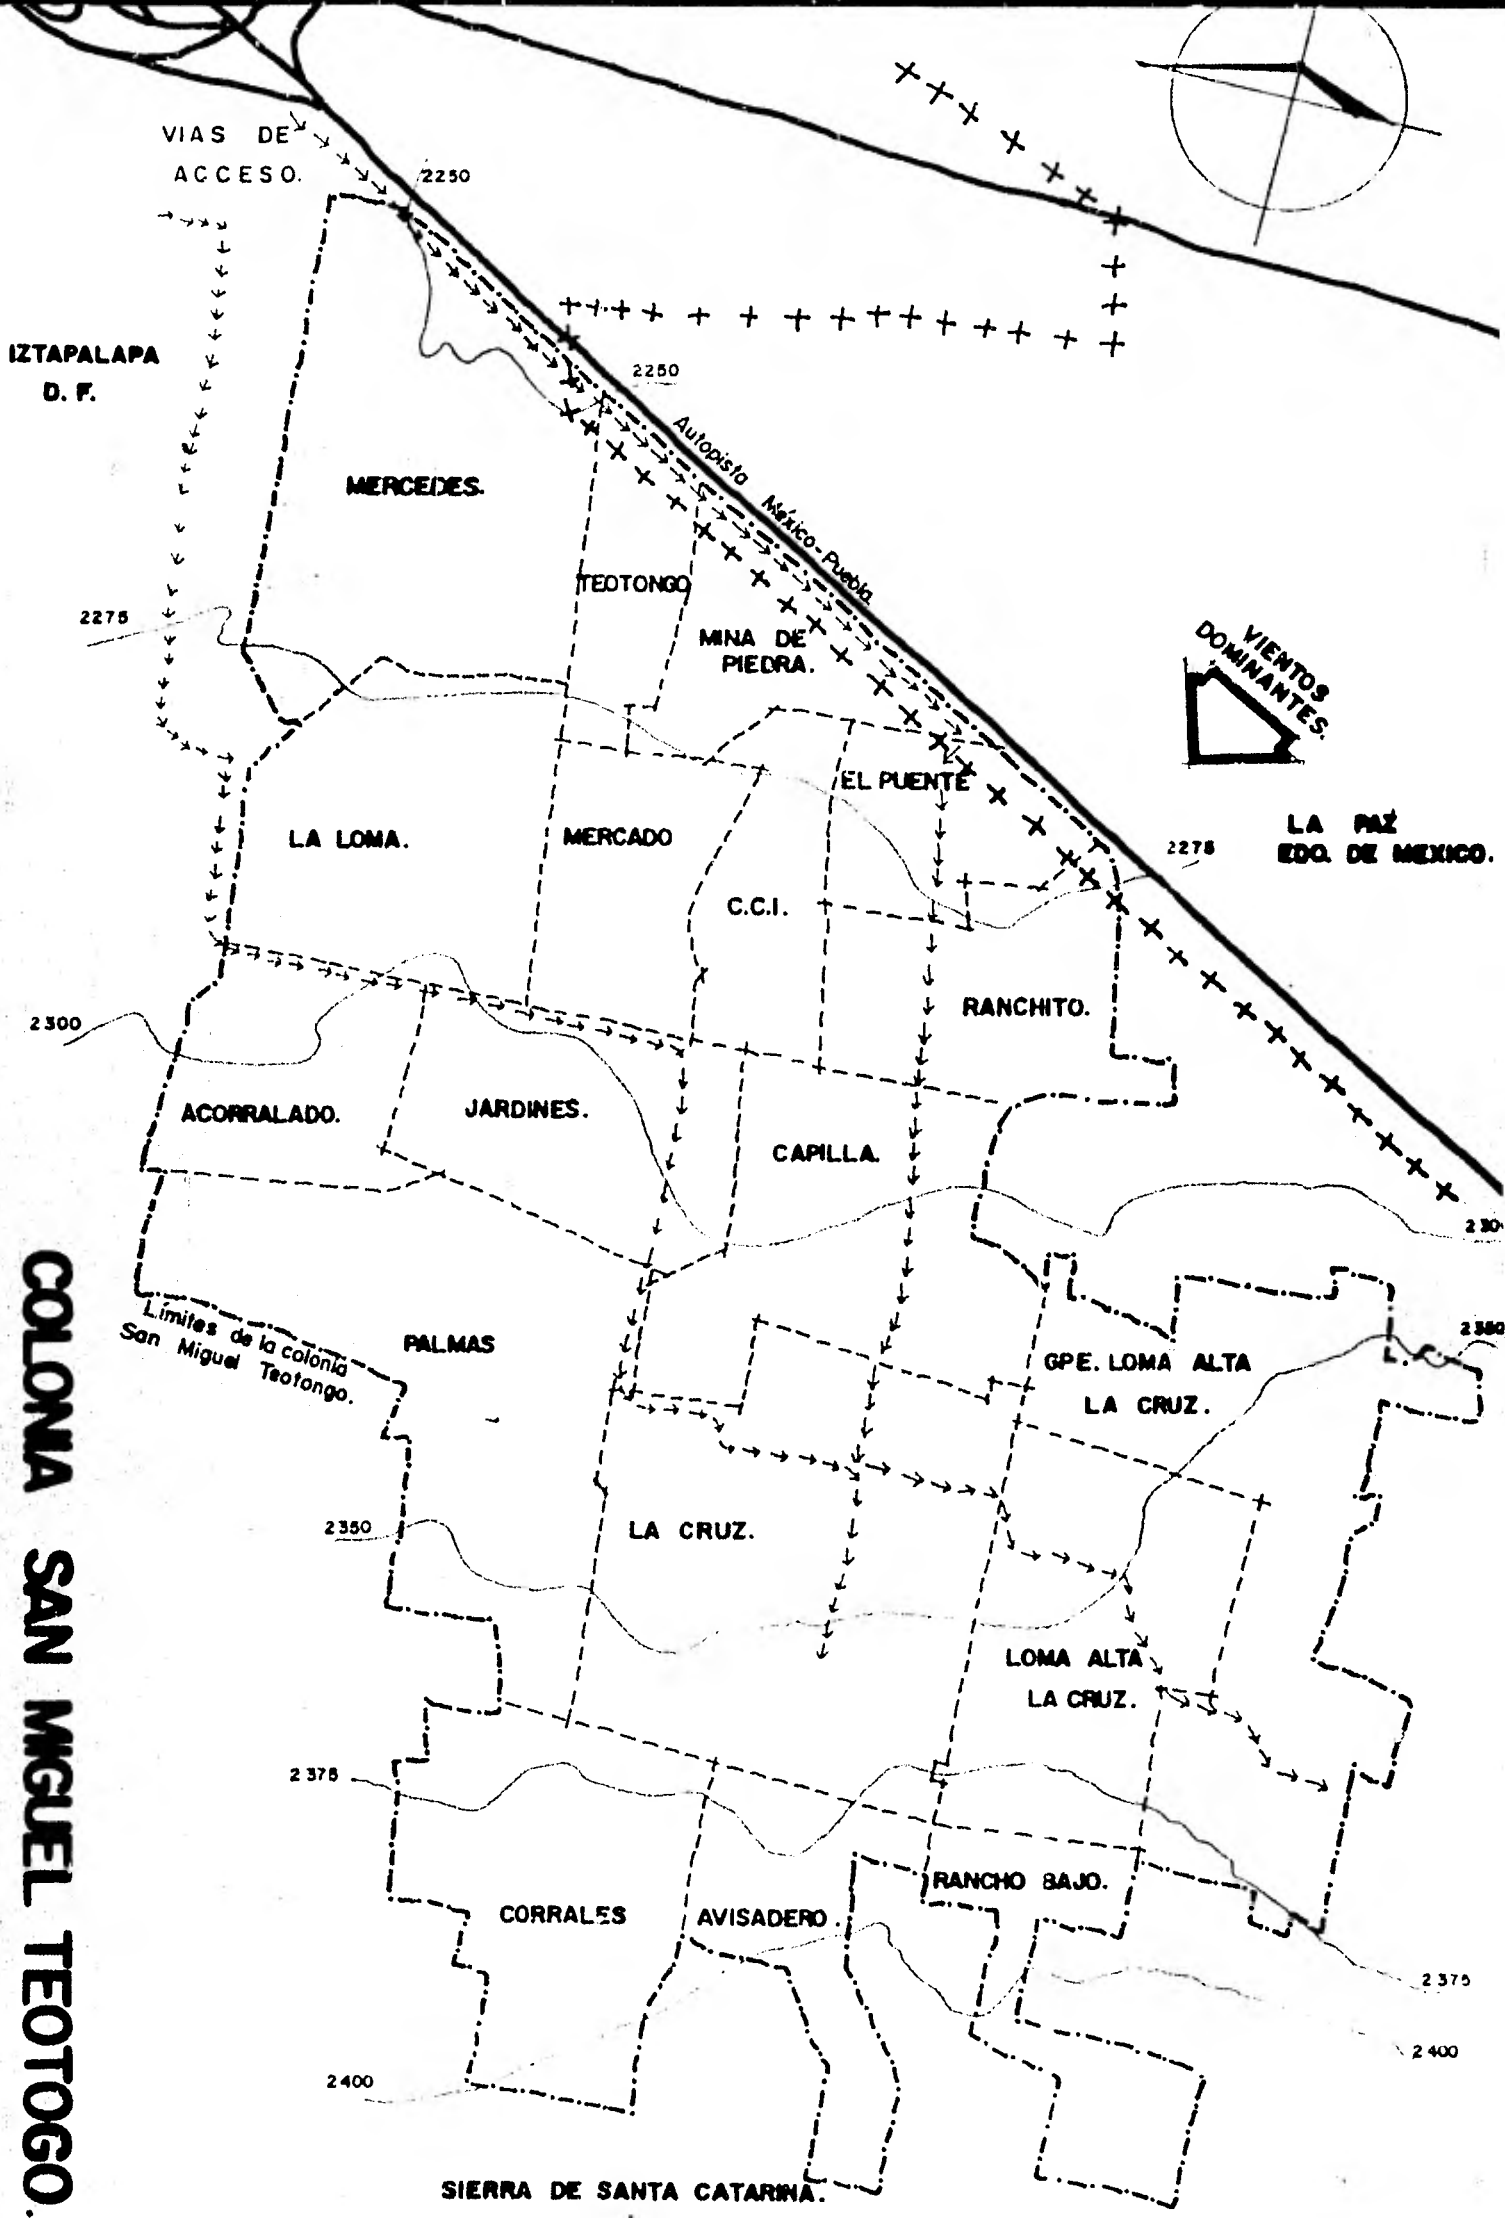 VIAS DE
ACCESO.
2250
IZTAPALAPA
D. F.
2250
Autopista México-Puebla.
MERCEDES.
TEOTONGO
MINA DE
PIEDRA.
2275
VIENTOS
DOMINANTES.
EL PUENTE
LA PAZ
EDO. DE MEXICO.
LA LOMA.
MERCADO
2275
C.C.I.
RANCHITO.
2300
ACORRALADO.
JARDINES.
CAPILLA.
230
Límites de la colonia
San Miguel Teotongo.
PALMAS
2350
GPE. LOMA ALTA
LA CRUZ.
2350
LA CRUZ.
LOMA ALTA
LA CRUZ.
2375
CORRALES
AVISADERO.
RANCHO BAJO.
2375
2400
2400
SIERRA DE SANTA CATARINA.
COLONIA SAN MIGUEL TEOTOGO.